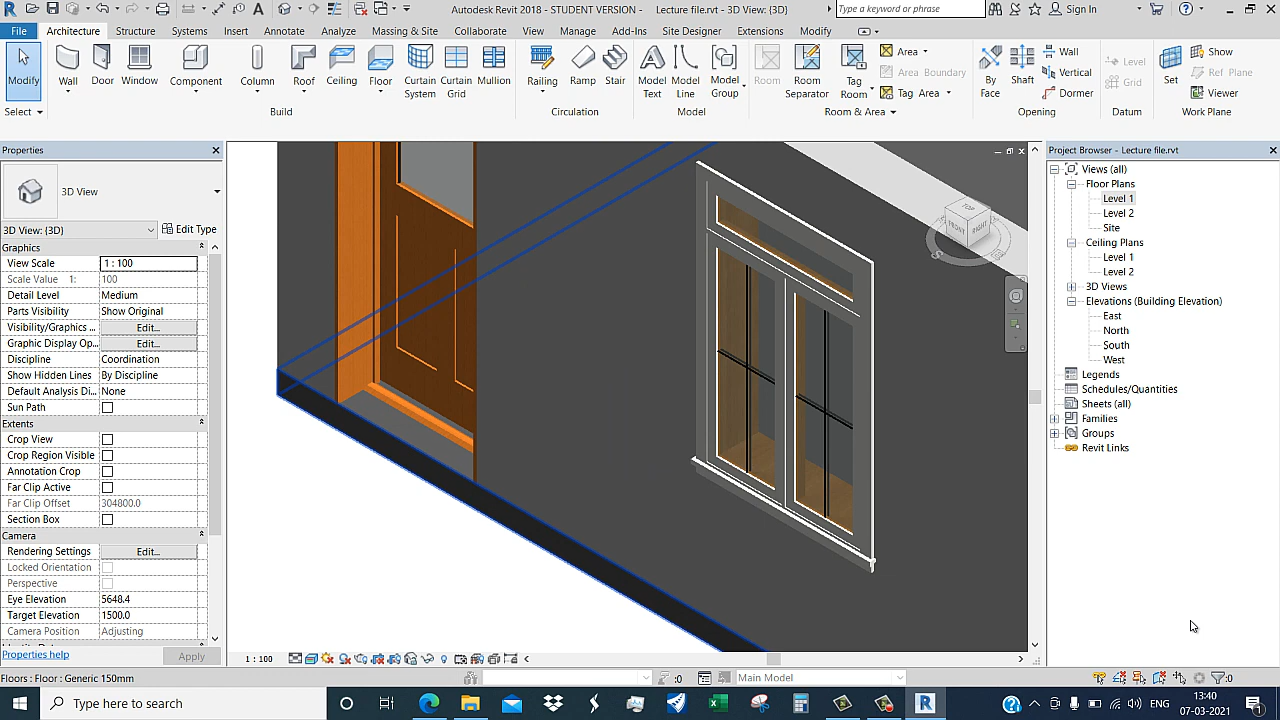 Autodesk Revit 2018 - STUDENT VERSION - Lecture file.rvt - 3D View: {3D}
Type a keyword or phrase
Sign In
File Architecture Structure Systems Insert Annotate Analyze Massing & Site Collaborate View Manage Add-Ins Site Designer Extensions Modify
Modify Wall Door Window Component Column Roof Ceiling Floor Curtain System Curtain Grid Mullion Railing Ramp Stair Model Text Model Line Model Group Room Room Separator Tag Room
Area
Area Boundary
Tag Area
By Face Shaft
Wall
Vertical
Dormer
Level
Grid
Set
Show
Ref Plane
Viewer
Select Build Circulation Model Room & Area Opening Datum Work Plane
Properties
3D View
3D View: {3D} Edit Type
Graphics
View Scale 1 : 100
Scale Value 1: 100
Detail Level Medium
Parts Visibility Show Original
Visibility/Graphics ... Edit...
Graphic Display Op... Edit...
Discipline Coordination
Show Hidden Lines By Discipline
Default Analysis Di... None
Sun Path
Extents
Crop View
Crop Region Visible
Annotation Crop
Far Clip Active
Far Clip Offset 304800.0
Section Box
Camera
Rendering Settings Edit...
Locked Orientation
Perspective
Eye Elevation 5648.4
Target Elevation 1500.0
Camera Position Adjusting
Properties help Apply
TOP
FRONT RIGHT
S
Project Browser - Lecture file.rvt
Views (all)
Floor Plans
Level 1
Level 2
Site
Ceiling Plans
Level 1
Level 2
3D Views
Elevations (Building Elevation)
East
North
South
West
Legends
Schedules/Quantities
Sheets (all)
Families
Groups
Revit Links
1 : 100
Floors : Floor : Generic 150mm
:0
Main Model
:0
Type here to search
ENG
13:40
07-03-2021